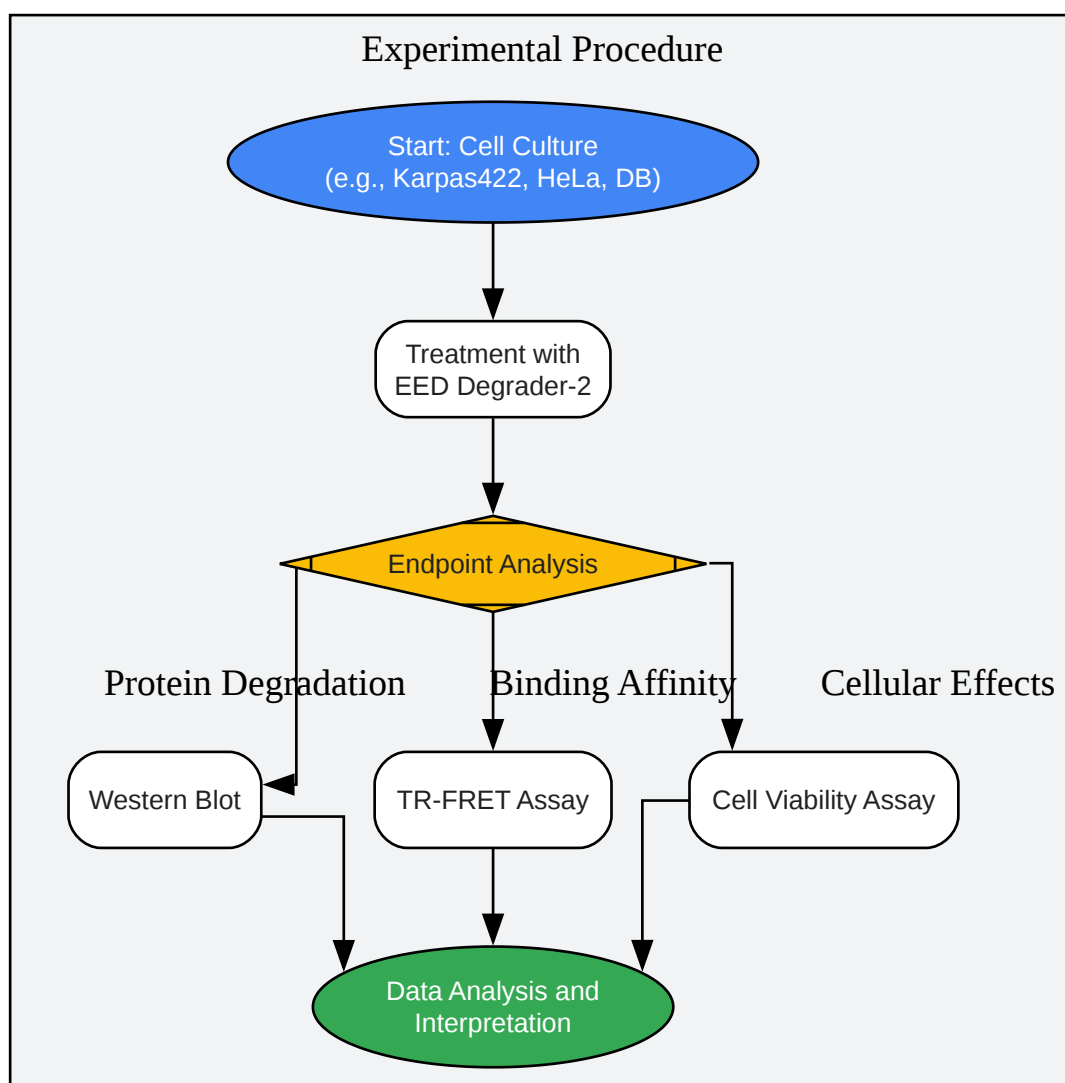 Experimental Procedure
Start: Cell Culture
(e.g., Karpas422, HeLa, DB)
Treatment with
EED Degrader-2
Endpoint Analysis
Protein Degradation
Binding Affinity
Cellular Effects
Western Blot
TR-FRET Assay
Cell Viability Assay
Data Analysis and
Interpretation